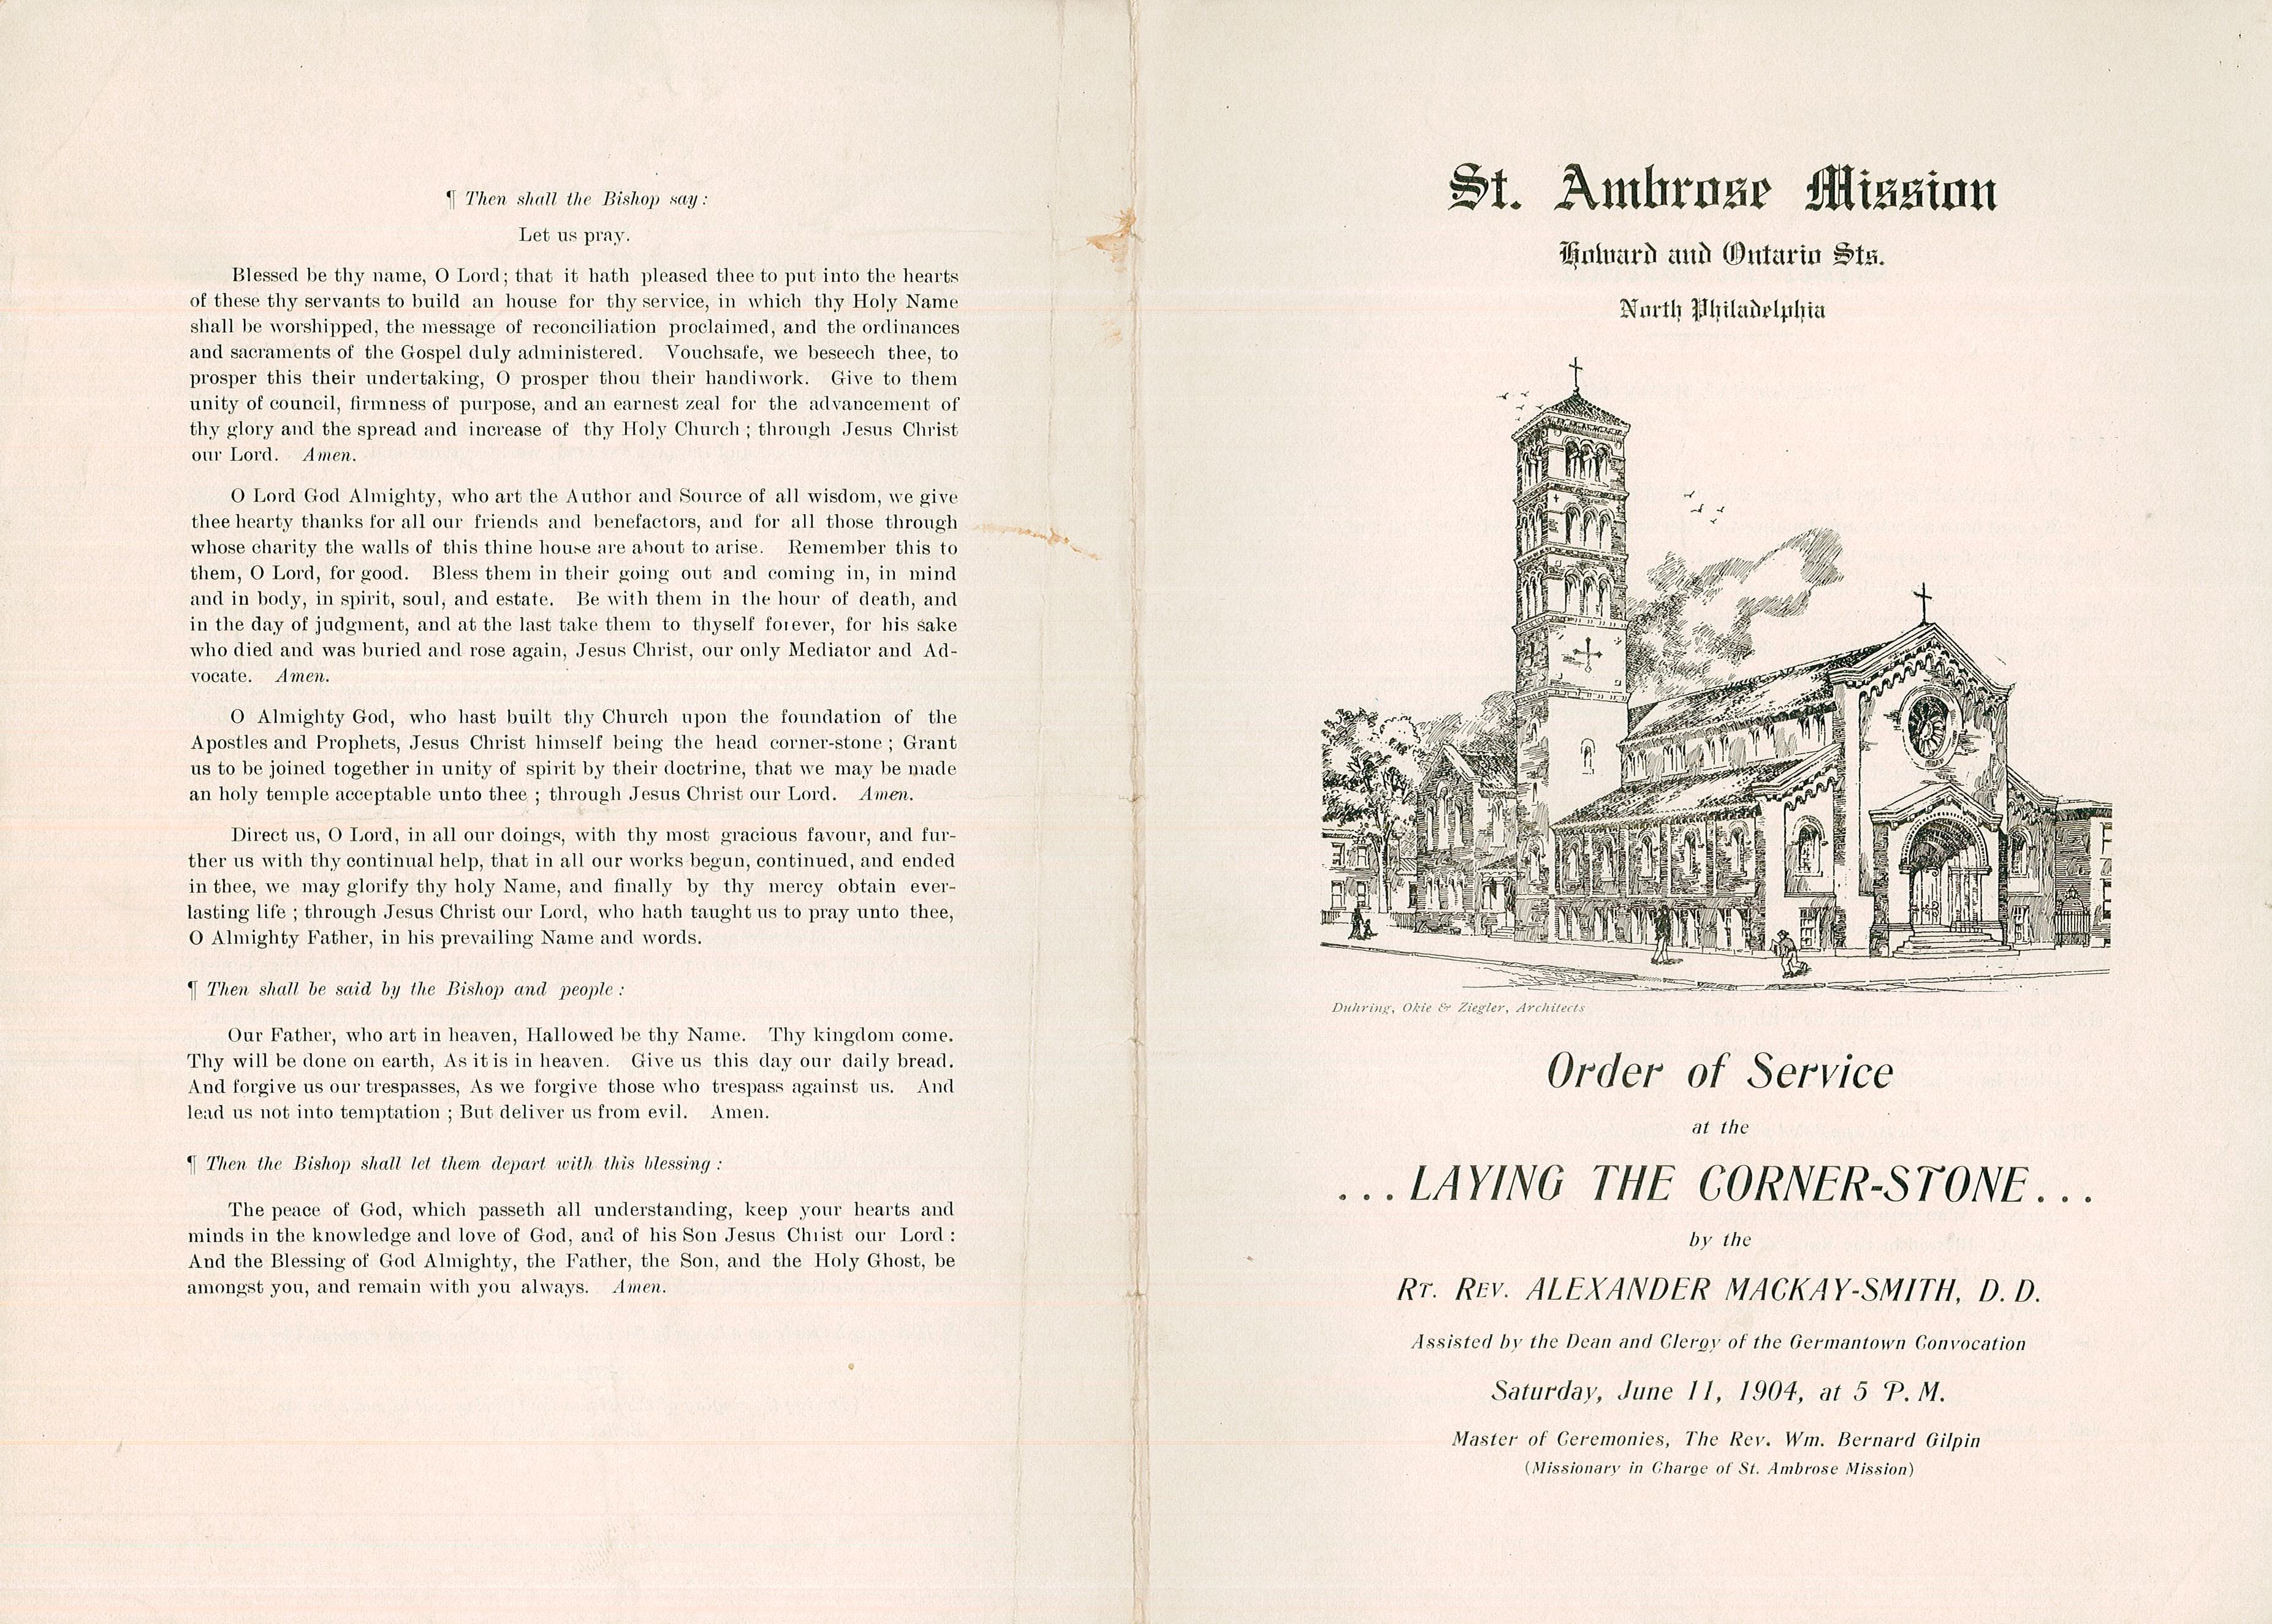 ¶ Then shall the Bishop say:
Let us pray.
Blessed be thy name, O Lord; that it hath pleased thee to put into the hearts
of these thy servants to build an house for thy service, in which thy Holy Name
shall be worshipped, the message of reconciliation proclaimed, and the ordinances
and sacraments of the Gospel duly administered. Vouchsafe, we beseech thee, to
prosper this their undertaking, O prosper thou their handiwork. Give to them
unity of council, firmness of purpose, and an earnest zeal for the advancement of
thy glory and the spread and increase of thy Holy Church; through Jesus Christ
our Lord. Amen.
O Lord God Almighty, who art the Author and Source of all wisdom, we give
thee hearty thanks for all our friends and benefactors, and for all those through
whose charity the walls of this thine house are about to arise. Remember this to
them, O Lord, for good. Bless them in their going out and coming in, in mind
and in body, in spirit, soul, and estate. Be with them in the hour of death, and
in the day of judgment, and at the last take them to thyself forever, for his sake
who died and was buried and rose again, Jesus Christ, our only Mediator and Ad-
vocate. Amen.
O Almighty God, who hast built thy Church upon the foundation of the
Apostles and Prophets, Jesus Christ himself being the head corner-stone; Grant
us to be joined together in unity of spirit by their doctrine, that we may be made
an holy temple acceptable unto thee; through Jesus Christ our Lord. Amen.
Direct us, O Lord, in all our doings, with thy most gracious favour, and fur-
ther us with thy continual help, that in all our works begun, continued, and ended
in thee, we may glorify thy holy Name, and finally by thy mercy obtain ever-
lasting life; through Jesus Christ our Lord, who hath taught us to pray unto thee,
O Almighty Father, in his prevailing Name and words.
¶ Then shall be said by the Bishop and people:
Our Father, who art in heaven, Hallowed be thy Name. Thy kingdom come.
Thy will be done on earth, As it is in heaven. Give us this day our daily bread.
And forgive us our trespasses, As we forgive those who trespass against us. And
lead us not into temptation; But deliver us from evil. Amen.
¶ Then the Bishop shall let them depart with this blessing:
The peace of God, which passeth all understanding, keep your hearts and
minds in the knowledge and love of God, and of his Son Jesus Christ our Lord:
And the Blessing of God Almighty, the Father, the Son, and the Holy Ghost, be
amongst you, and remain with you always. Amen.
St. Ambrose Mission
Howard and Ontario Sts.
North Philadelphia
Duhring, Okie & Ziegler, Architects
Order of Service
at the
...LAYING THE CORNER-STONE...
by the
RT. REV. ALEXANDER MACKAY-SMITH, D. D.
Assisted by the Dean and Clergy of the Germantown Convocation
Saturday, June 11, 1904, at 5 P. M.
Master of Ceremonies, The Rev. Wm. Bernard Gilpin
(Missionary in Charge of St. Ambrose Mission)